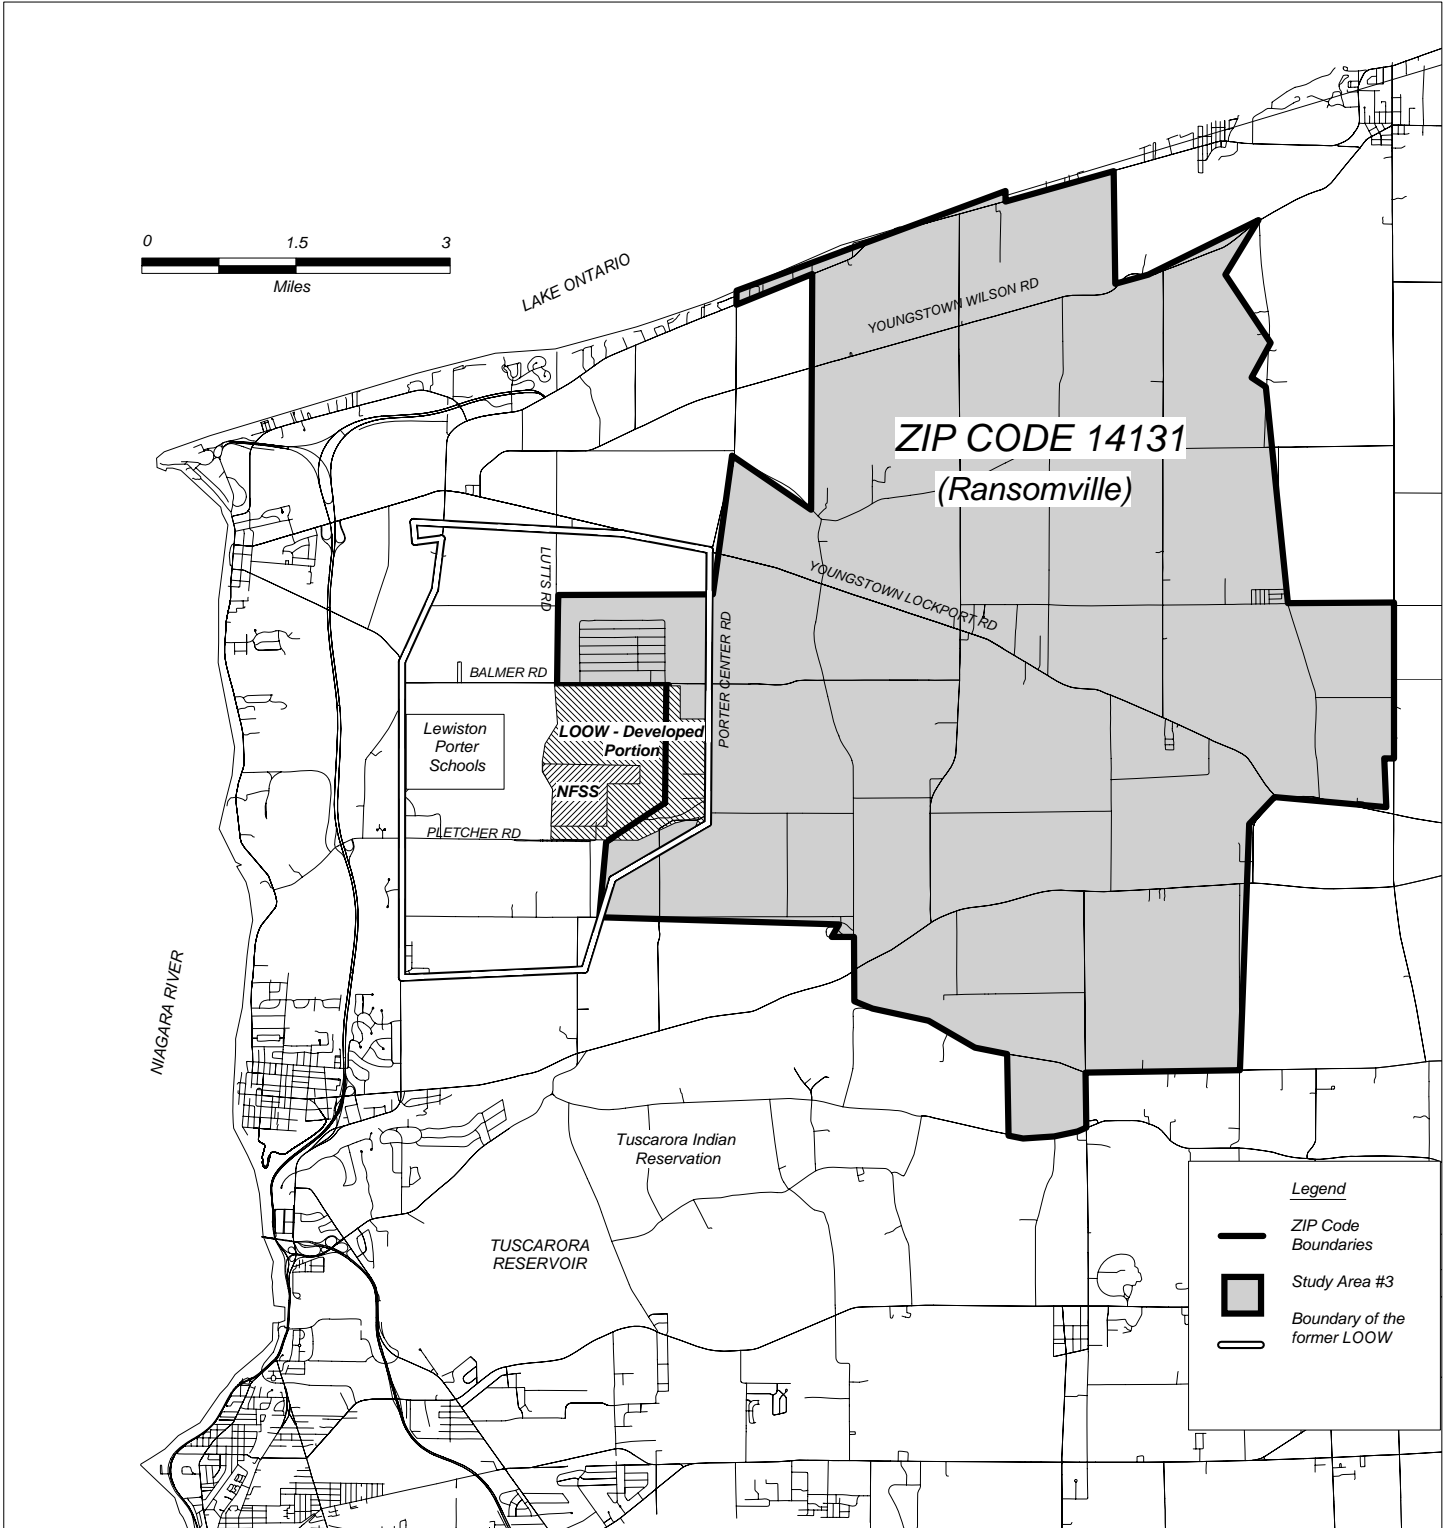 0 1.5 3
Miles
LAKE ONTARIO
YOUNGSTOWN WILSON RD
ZIP CODE 14131
(Ransomville)
LUTTS RD
YOUNGSTOWN LOCKPORT RD
PORTER CENTER RD
BALMER RD
Lewiston
Porter
Schools
LOOW - Developed
Portion
NFSS
PLETCHER RD
NIAGARA RIVER
Tuscarora Indian
Reservation
TUSCARORA
RESERVOIR
Legend
ZIP Code
Boundaries
Study Area #3
Boundary of the
former LOOW